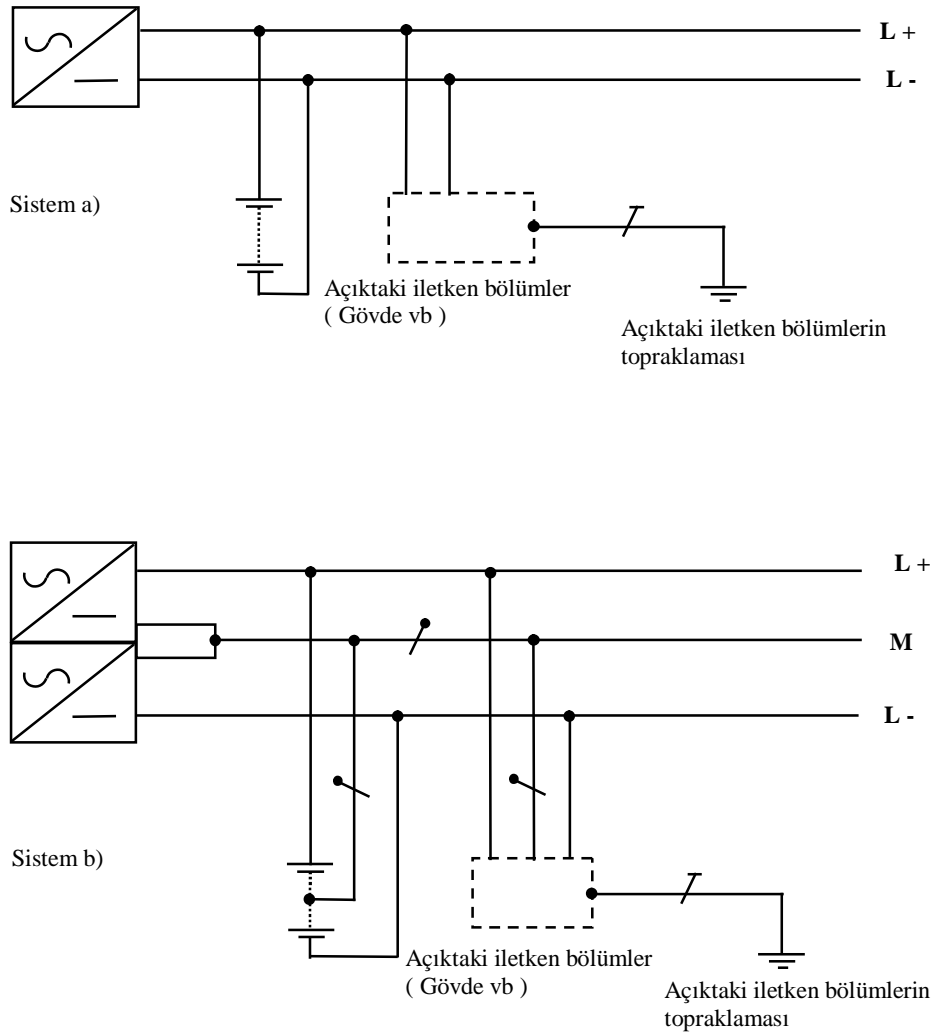 L +
L -
Sistem a)
Açıktaki iletken bölümler
( Gövde vb )
Açıktaki iletken bölümlerin
topraklaması
L +
M
L -
Sistem b)
Açıktaki iletken bölümler
( Gövde vb )
Açıktaki iletken bölümlerin
topraklaması